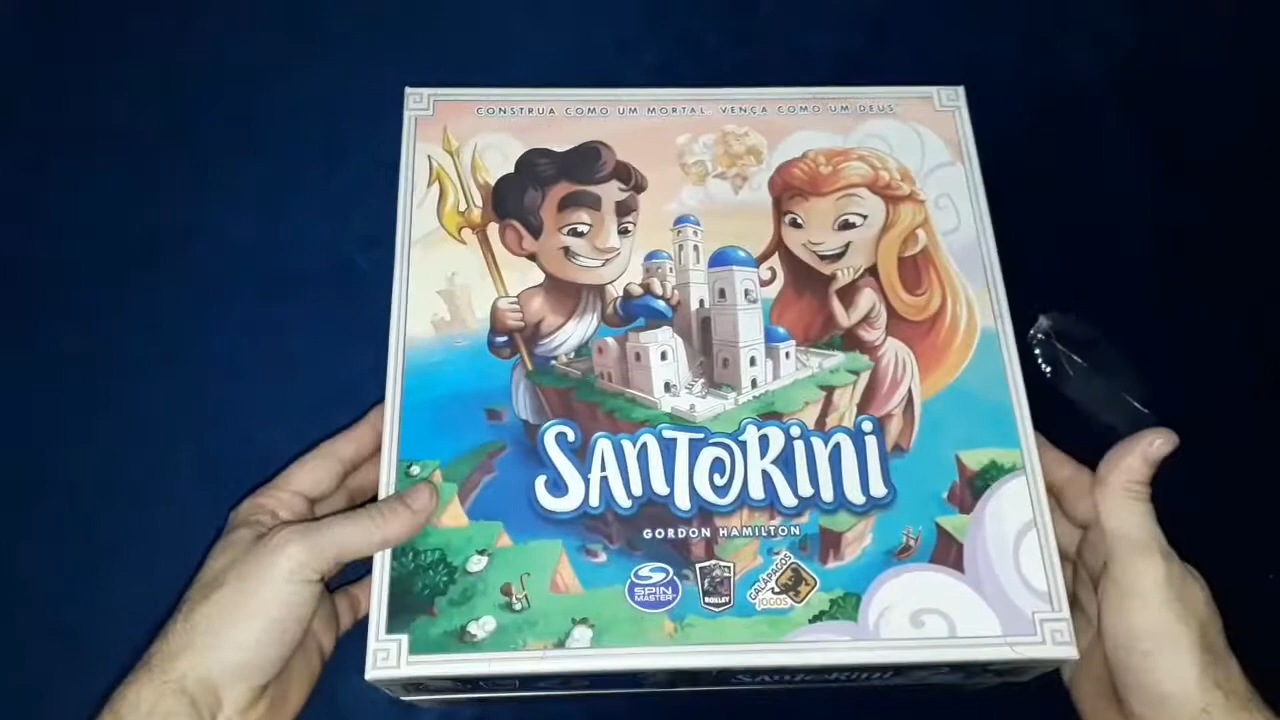 CONSTRUA COMO UM MORTAL. VENÇA COMO UM DEUS
SANTORINI
GORDON HAMILTON
SPIN MASTER
ROXLEY
GALÁPAGOS JOGOS
SANTORINI